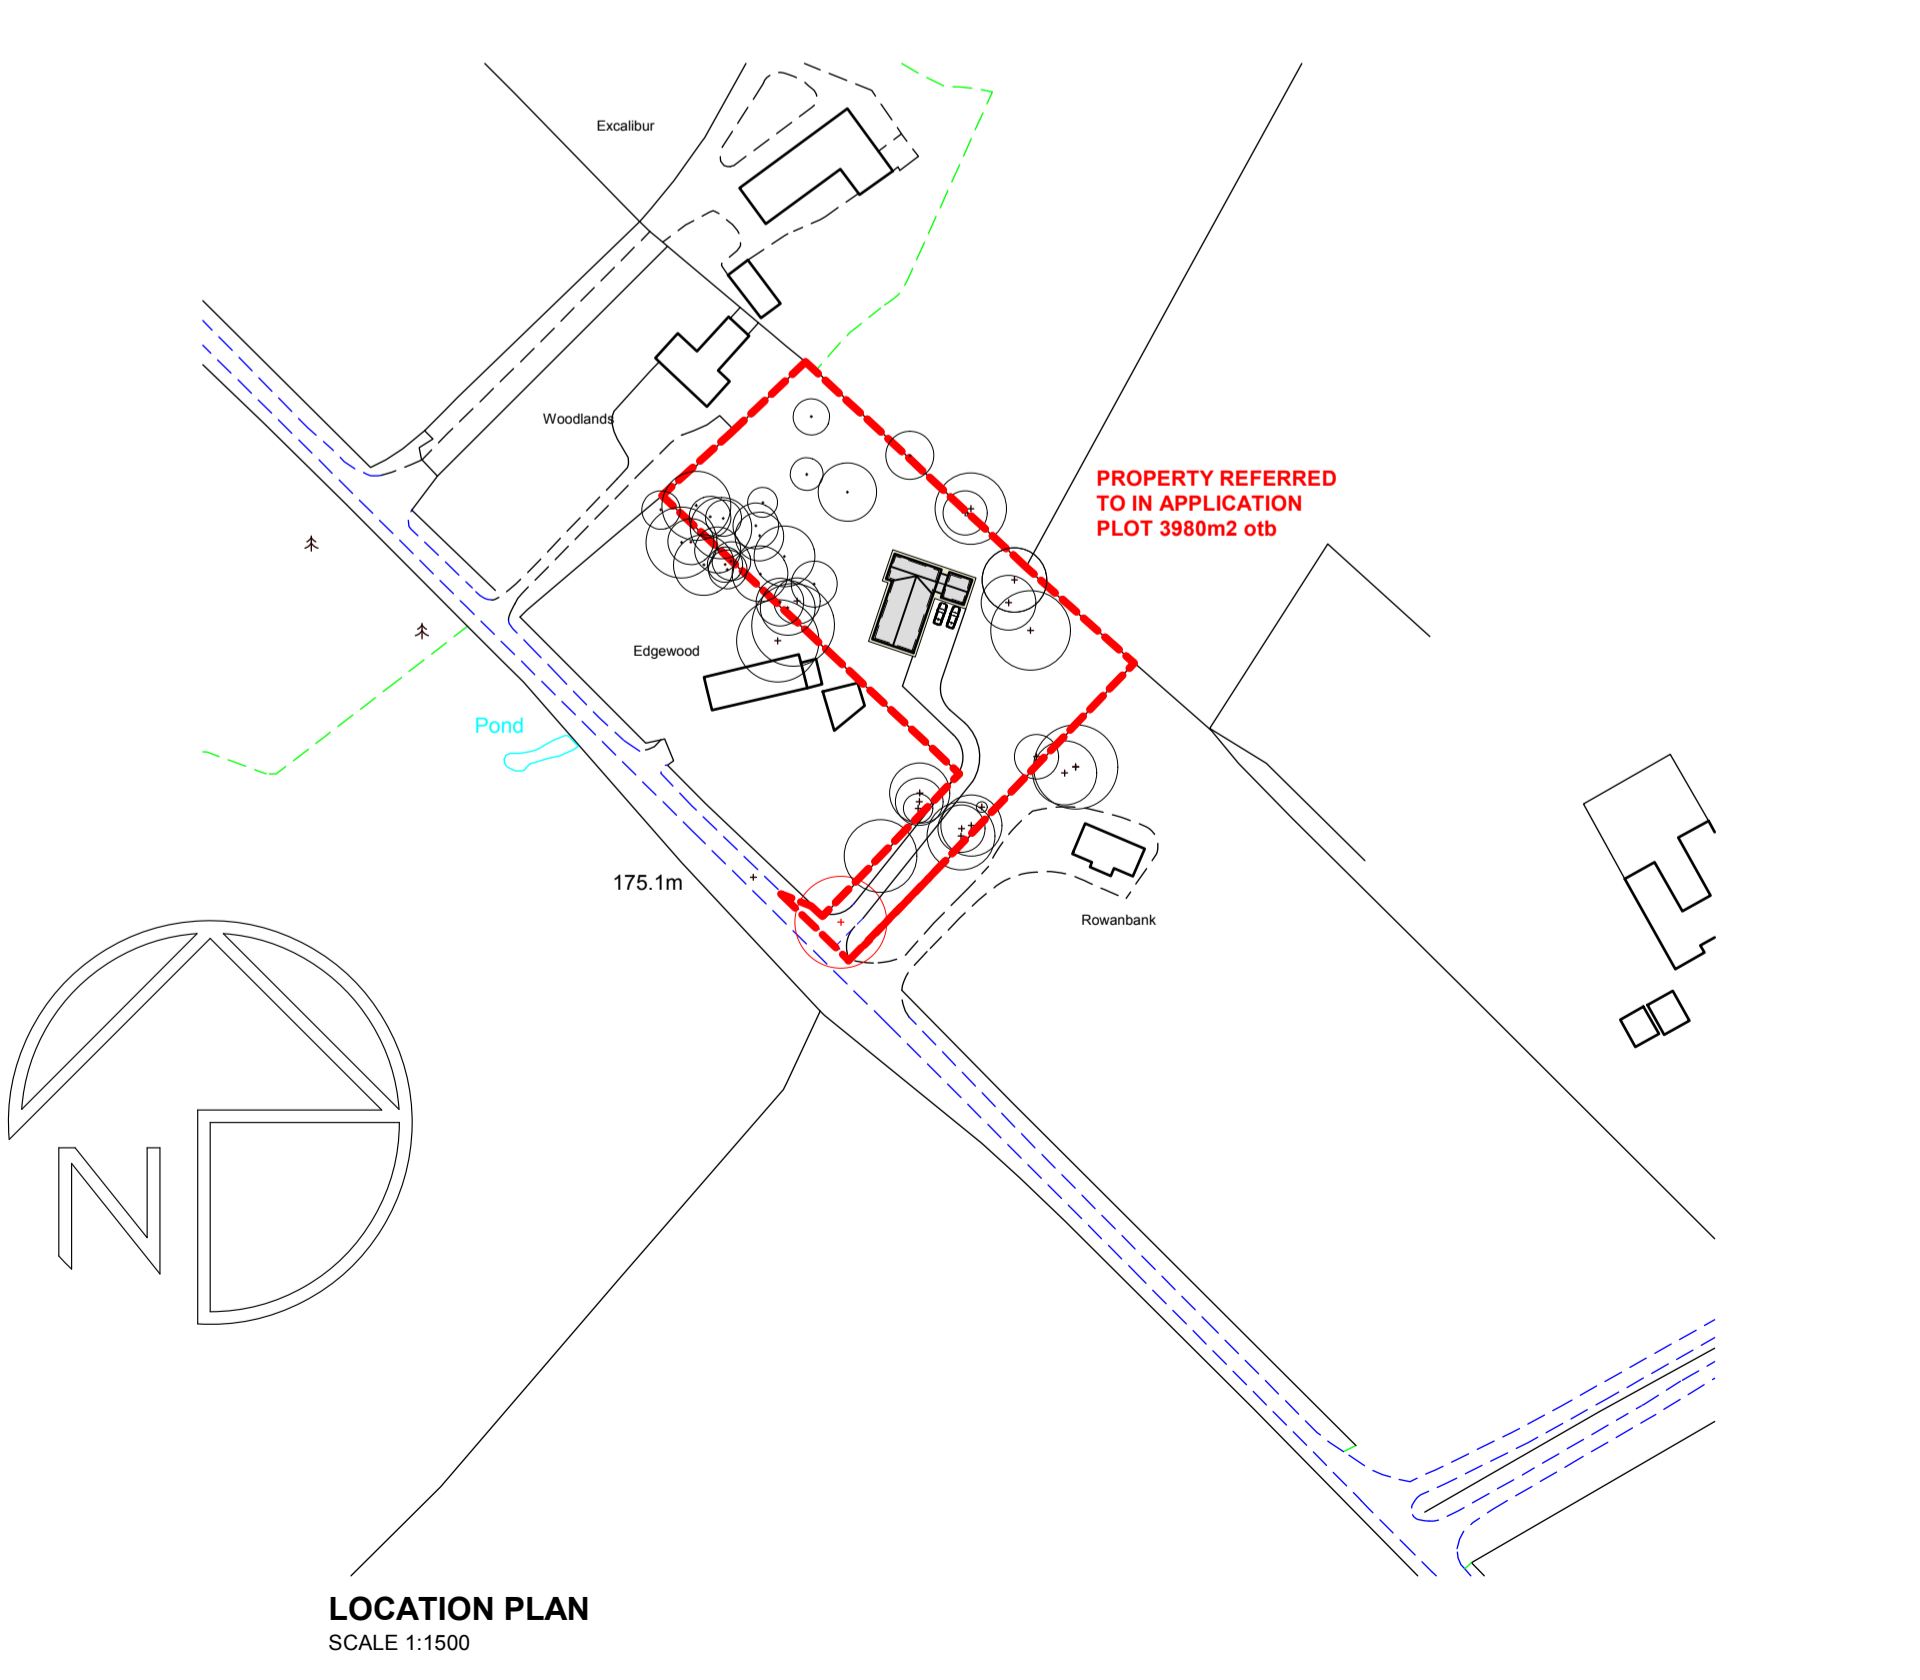 Excalibur
Woodlands
PROPERTY REFERRED
TO IN APPLICATION
PLOT 3980m2 otb
Edgewood
Pond
175.1m
Rowanbank
N
LOCATION PLAN
SCALE 1:1500